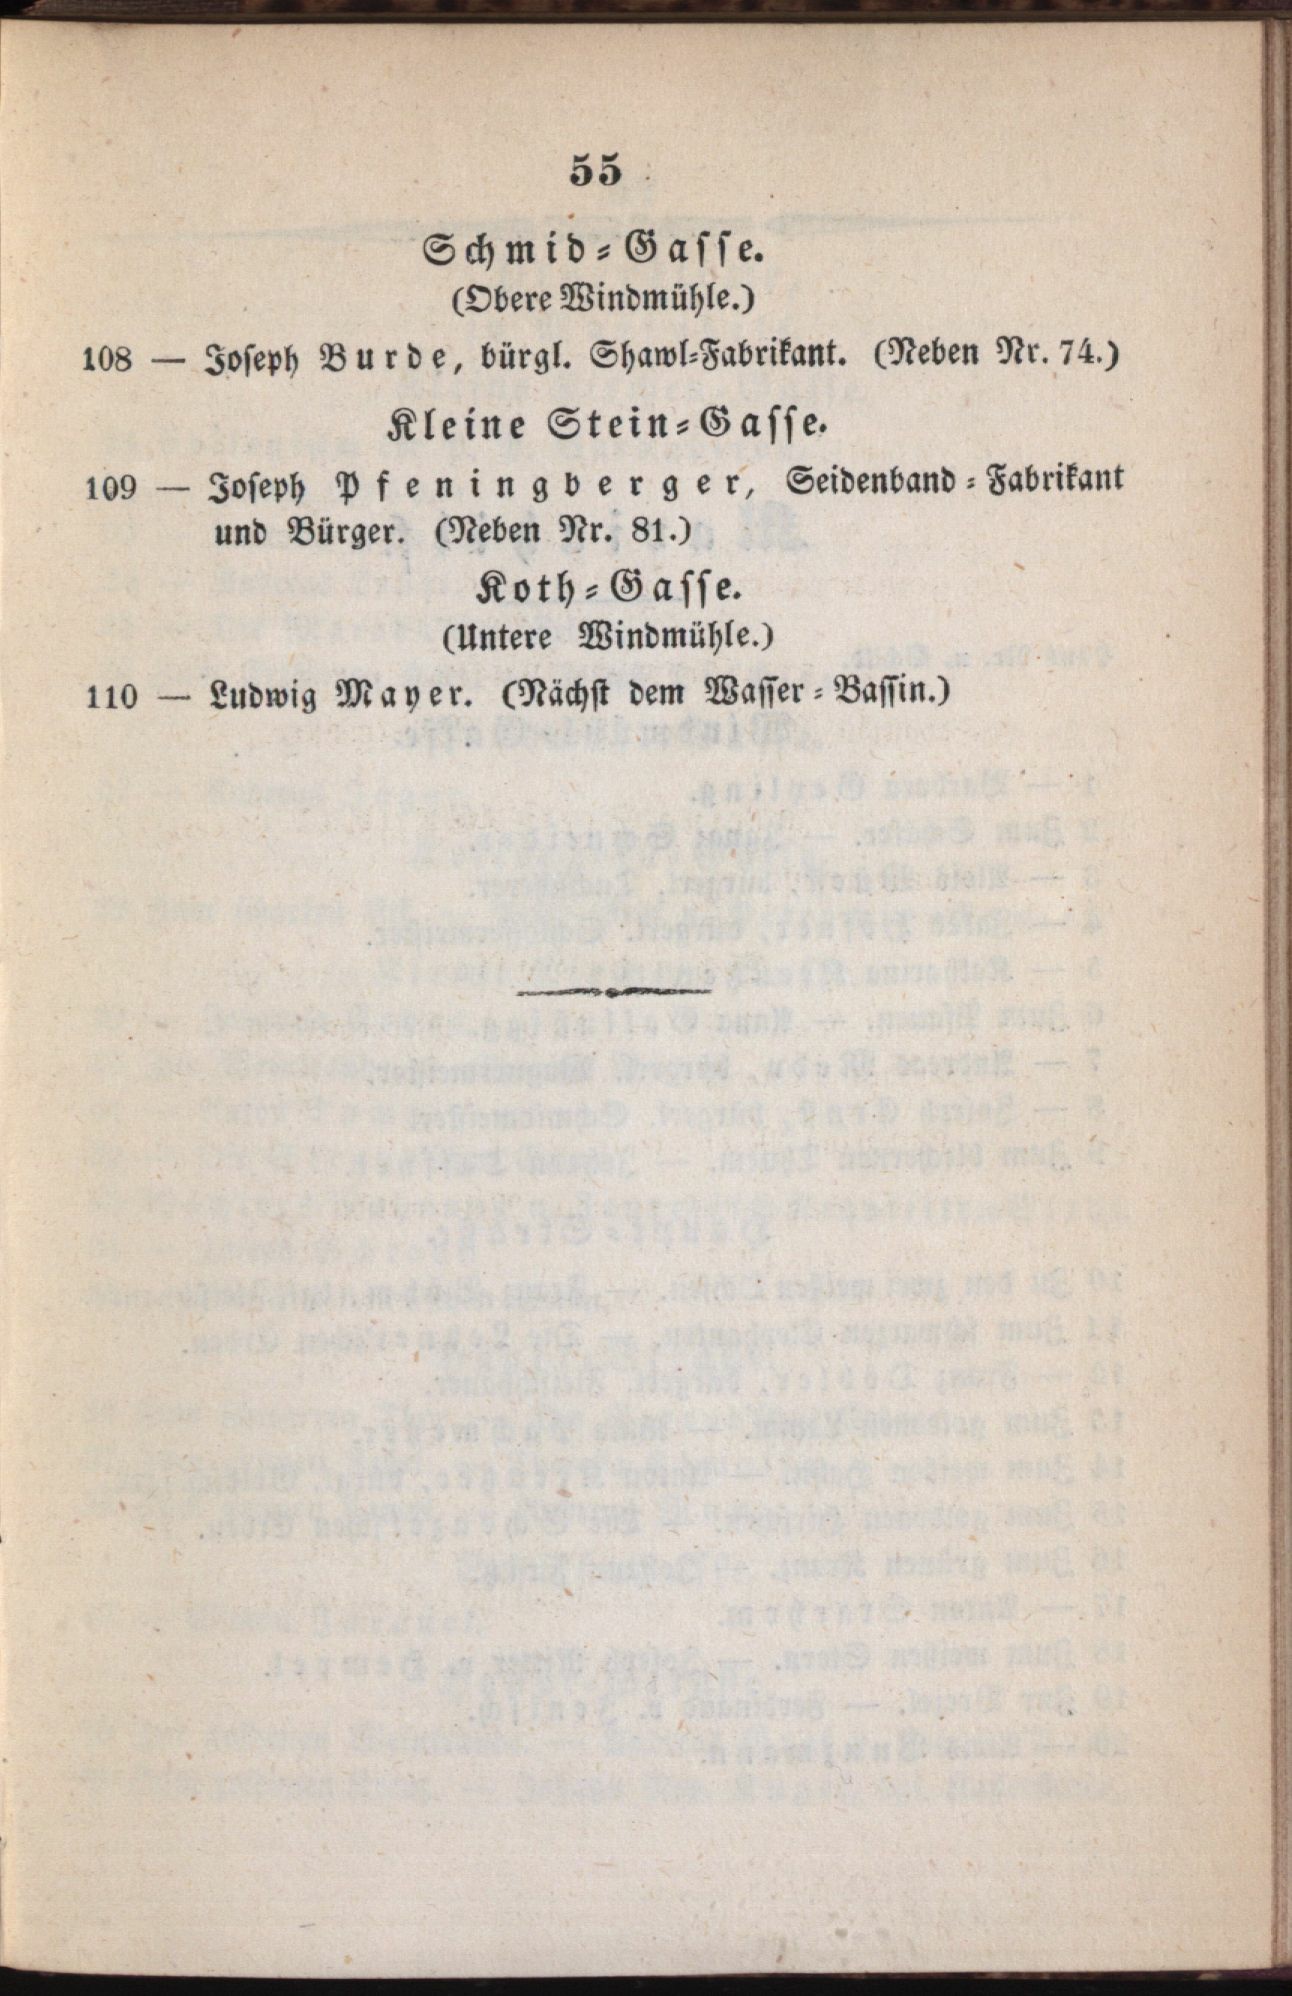 55
Schmid-Gasse.
(Obere Windmühle.)
108 — Joseph Burde, bürgl. Shawl-Fabrikant. (Neben Nr. 74.)
Kleine Stein-Gasse.
109 — Joseph Pfeningberger, Seidenband-Fabrikant
und Bürger. (Neben Nr. 81.)
Koth-Gasse.
(Untere Windmühle.)
110 — Ludwig Mayer. (Nächst dem Wasser-Bassin.)